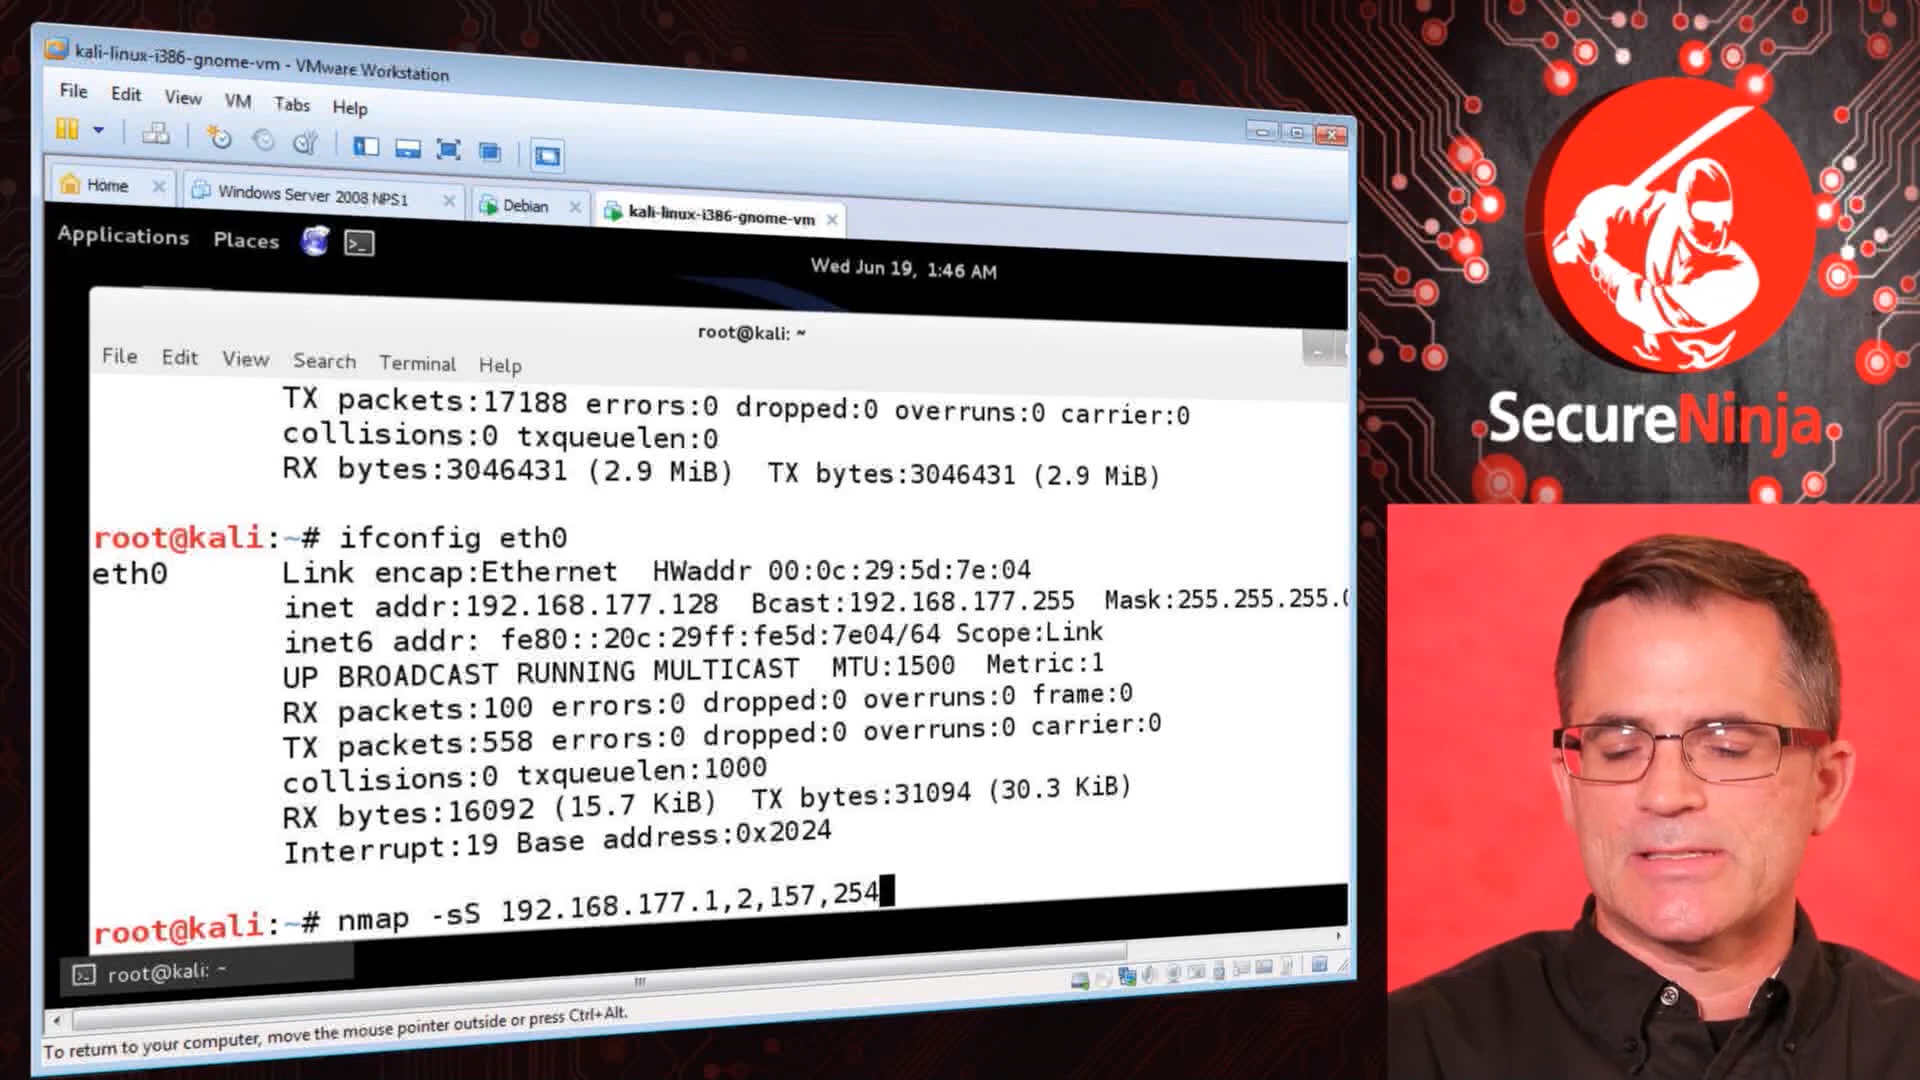 kali-linux-i386-gnome-vm - VMware Workstation
File Edit View VM Tabs Help
Home Windows Server 2008 NPS1 Debian kali-linux-i386-gnome-vm
Applications Places
Wed Jun 19, 1:46 AM
root@kali: ~
File Edit View Search Terminal Help
TX packets:17188 errors:0 dropped:0 overruns:0 carrier:0
collisions:0 txqueuelen:0
RX bytes:3046431 (2.9 MiB) TX bytes:3046431 (2.9 MiB)
root@kali:~# ifconfig eth0
eth0 Link encap:Ethernet HWaddr 00:0c:29:5d:7e:04
inet addr:192.168.177.128 Bcast:192.168.177.255 Mask:255.255.255.0
inet6 addr: fe80::20c:29ff:fe5d:7e04/64 Scope:Link
UP BROADCAST RUNNING MULTICAST MTU:1500 Metric:1
RX packets:100 errors:0 dropped:0 overruns:0 frame:0
TX packets:558 errors:0 dropped:0 overruns:0 carrier:0
collisions:0 txqueuelen:1000
RX bytes:16092 (15.7 KiB) TX bytes:31094 (30.3 KiB)
Interrupt:19 Base address:0x2024
root@kali:~# nmap -sS 192.168.177.1,2,157,254
root@kali: ~
To return to your computer, move the mouse pointer outside or press Ctrl+Alt.
SecureNinja